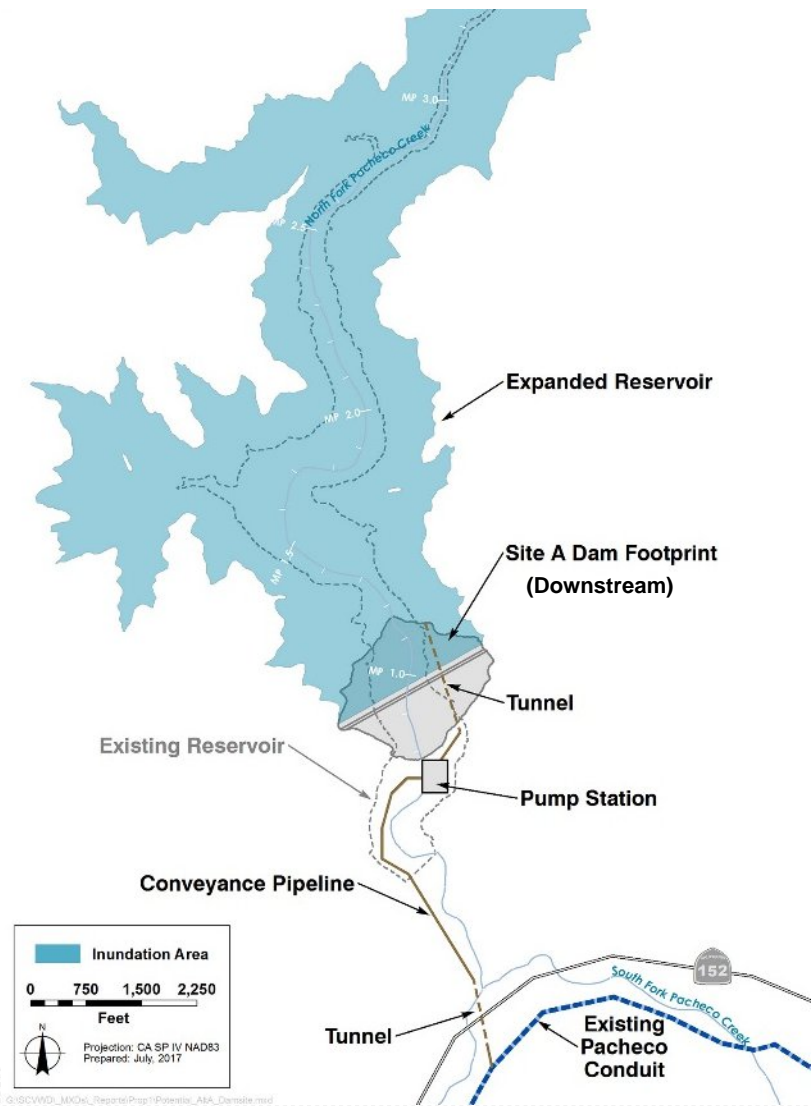 MP 3.0
North Fork Pacheco Creek
MP 2.5
Expanded Reservoir
MP 2.0
Site A Dam Footprint
(Downstream)
MP 1.5
MP 1.0
Tunnel
Existing Reservoir
Pump Station
Conveyance Pipeline
Inundation Area
0 750 1,500 2,250
Feet
N
Projection: CA SP IV NAD83
Prepared: July, 2017
152
South Fork Pacheco Creek
Tunnel
Existing
Pacheco
Conduit